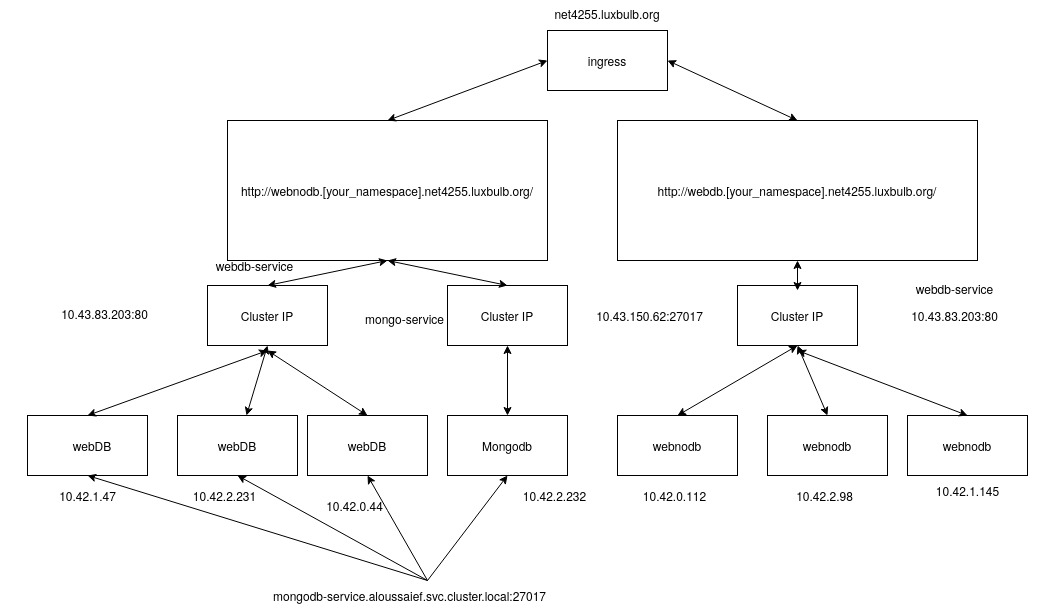 net4255.luxbulb.org
ingress
http://webnodb.[your_namespace].net4255.luxbulb.org/
http://webdb.[your_namespace].net4255.luxbulb.org/
webdb-service
webdb-service
10.43.83.203:80
Cluster IP
mongo-service
Cluster IP
10.43.150.62:27017
Cluster IP
10.43.83.203:80
webDB
webDB
webDB
Mongodb
webnodb
webnodb
webnodb
10.42.1.47
10.42.2.231
10.42.0.44
10.42.2.232
10.42.0.112
10.42.2.98
10.42.1.145
mongodb-service.aloussaief.svc.cluster.local:27017